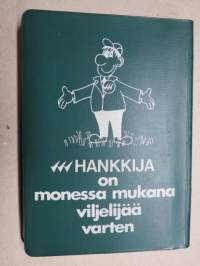 HANKKIJA
on
monessa mukana
viljelijää
varten